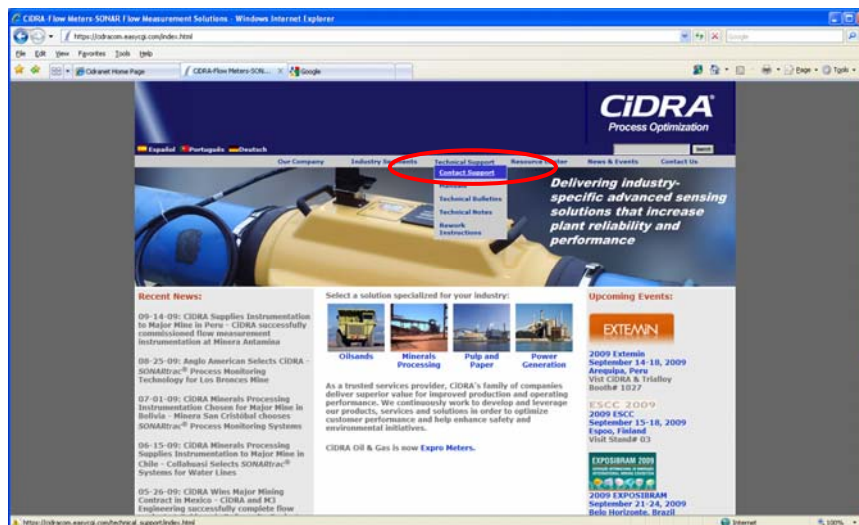 CiDRA-Flow Meters-SONAR Flow Measurement Solutions - Windows Internet Explorer
https://cidracom.easycgi.com/index.html
Google
File Edit View Favorites Tools Help
Cidranet Home Page
CiDRA-Flow Meters-SON...
Google
Page Tools
CiDRA
Process Optimization
Español Português Deutsch
Search
Our Company Industry Segments Technical Support Resource Center News & Events Contact Us
Contact Support
Manuals
Technical Bulletins
Technical Notes
Rework
Instructions
Delivering industry-
specific advanced sensing
solutions that increase
plant reliability and
performance
Recent News:
09-14-09: CiDRA Supplies Instrumentation
to Major Mine in Peru - CiDRA successfully
commissioned flow measurement
instrumentation at Minera Antamina
08-25-09: Anglo American Selects CiDRA -
SONARtrac® Process Monitoring
Technology for Los Bronces Mine
07-01-09: CiDRA Minerals Processing
Instrumentation Chosen for Major Mine in
Bolivia - Minera San Cristóbal chooses
SONARtrac® Process Monitoring Systems
06-15-09: CiDRA Minerals Processing
Supplies Instrumentation to Major Mine in
Chile - Collahuasi Selects SONARtrac®
Systems for Water Lines
05-26-09: CiDRA Wins Major Mining
Contract in Mexico - CiDRA and M3
Engineering successfully complete flow
Select a solution specialized for your industry:
Oilsands
Minerals
Processing
Pulp and
Paper
Power
Generation
As a trusted services provider, CiDRA's family of companies
deliver superior value for improved production and operating
performance. We continuously work to develop and leverage
our products, services and solutions in order to optimize
customer performance and help enhance safety and
environmental initiatives.
CiDRA Oil & Gas is now Expro Meters.
Upcoming Events:
EXTEMIN
2009 Extemin
September 14-18, 2009
Arequipa, Peru
Vist CiDRA & Trialloy
Booth# 1027
ESCC 2009
2009 ESCC
September 15-18, 2009
Espoo, Finland
Visit Stand# 03
EXPOSIBRAM 2009
2009 EXPOSIBRAM
September 21-24, 2009
Belo Horizonte, Brazil
https://cidracom.easycgi.com/technical_support/index.html
Internet
100%